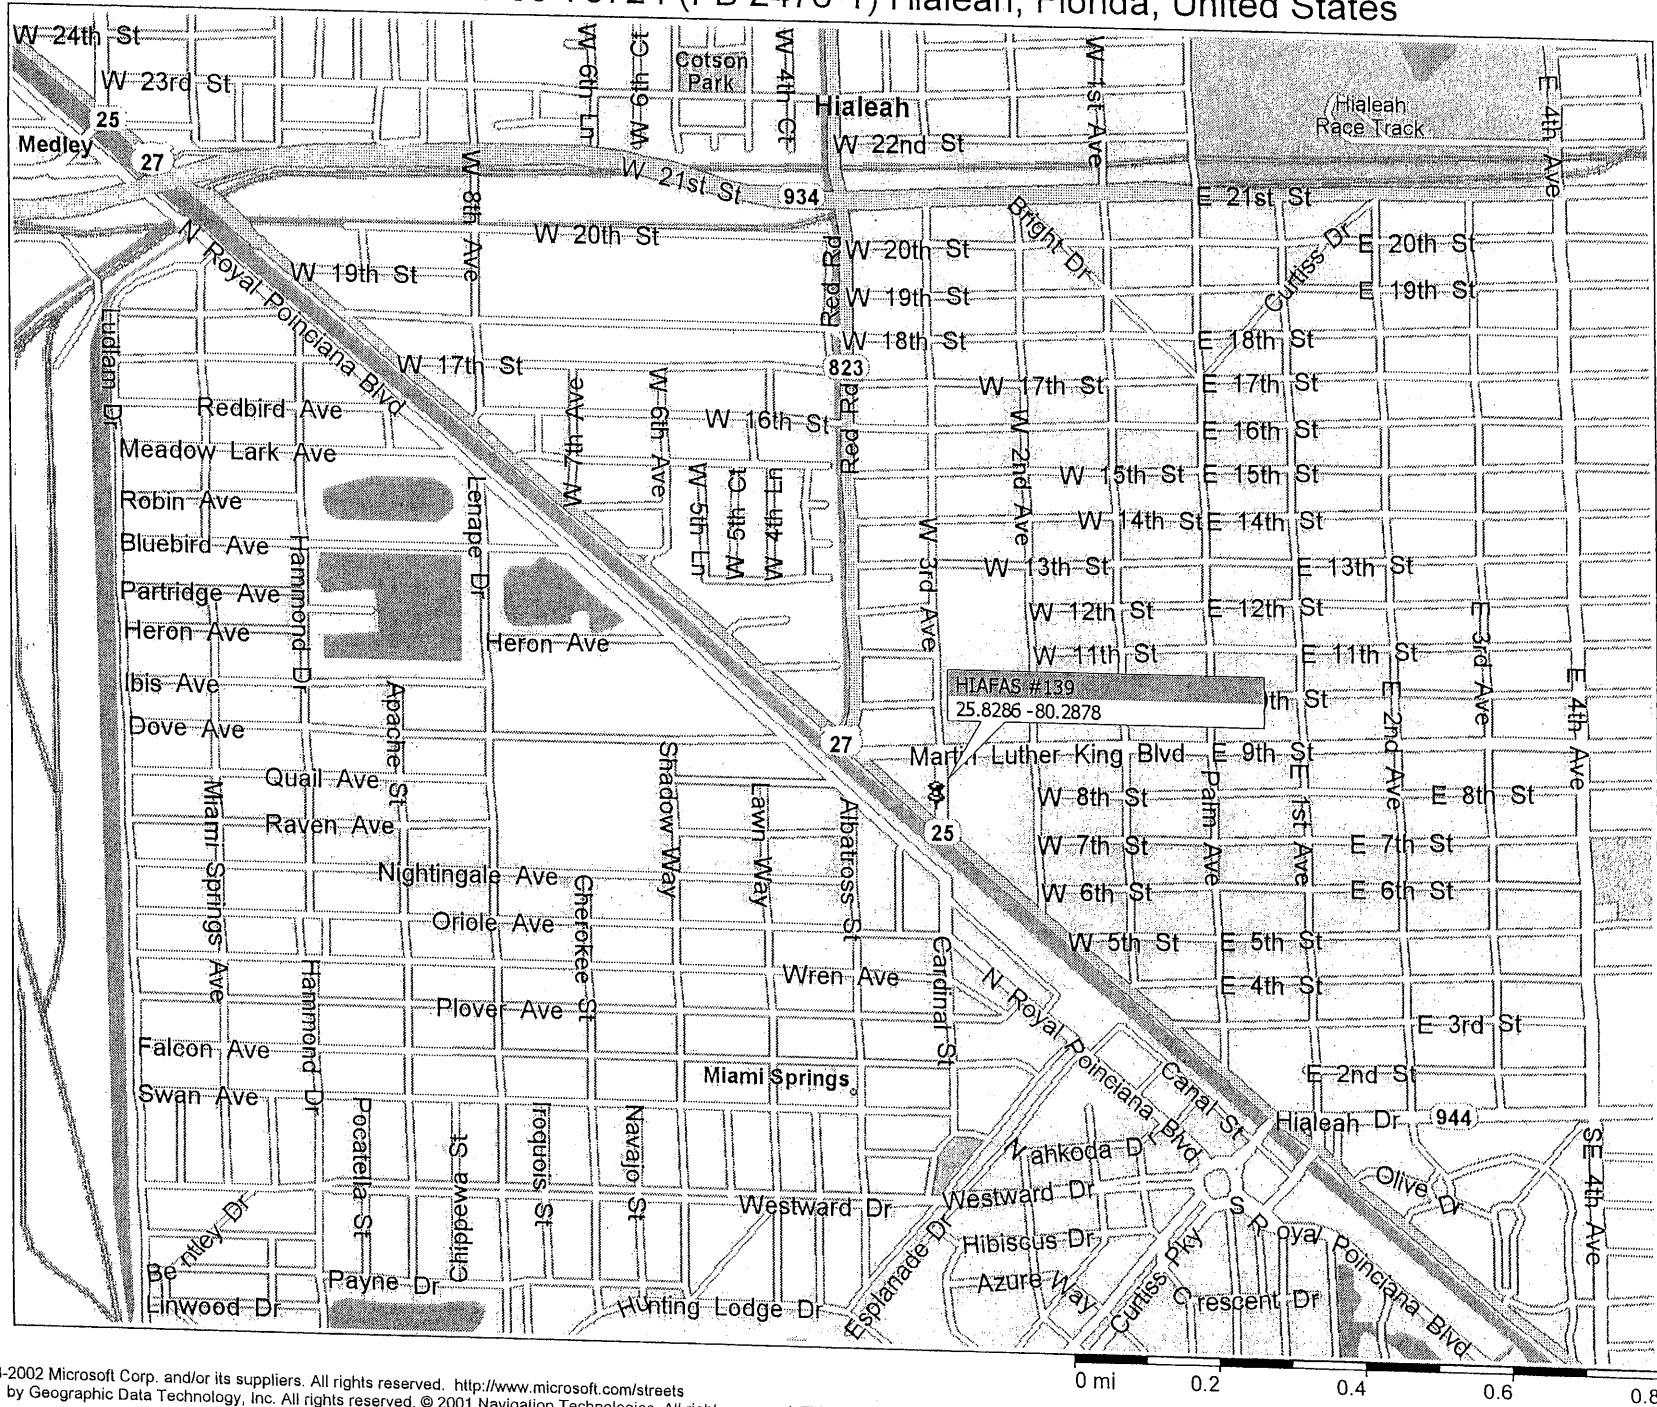 (PB 2476-1) Hialeah, Florida, United States
W 24th St
W 6th Ln
W 6th Ct
Cotson
Park
W 4th Ct
W 1st Ave
W 23rd St
Hialeah
Hialeah
Race Track
E 4th Ave
25
Medley
27
W 22nd St
W 8th Ave
W 21st St
934
E 21st St
N Royal Poinciana Blvd
W 20th St
Red Rd
W 20th St
Bright Dr
Curtiss Dr
E 20th St
W 19th St
W 19th St
E 19th St
Ludlam Dr
W 18th St
E 18th St
W 17th St
823
W 17th St
E 17th St
Redbird Ave
W 7th Ave
W 6th Ave
W 16th St
Red Rd
W 2nd Ave
E 16th St
Meadow Lark Ave
W 5th Ln
W 5th Ct
W 4th Ln
W 15th St
E 15th St
Robin Ave
Lenape Dr
W 14th St
E 14th St
Bluebird Ave
Hammond Dr
W 3rd Ave
W 13th St
E 13th St
Partridge Ave
W 12th St
E 12th St
Heron Ave
Heron Ave
W 11th St
E 11th St
E 3rd Ave
Ibis Ave
Apache St
HIAFAS #139
25.8286 -80.2878
0th St
E 2nd Ave
E 4th Ave
Dove Ave
27
Martin Luther King Blvd
E 9th St
Quail Ave
Miami Springs Ave
Shadow Way
Lawn Way
Albatross St
W 8th St
Palm Ave
SE 1st Ave
E 8th St
Raven Ave
25
W 7th St
E 7th St
Nightingale Ave
Cherokee St
W 6th St
E 6th St
Oriole Ave
Cardinal St
W 5th St
E 5th St
Wren Ave
N Royal Poinciana Blvd
E 4th St
Hammond Dr
Plover Ave
E 3rd St
Falcon Ave
Miami Springs
Canal St
E 2nd St
Swan Ave
Pocatella St
Chippewa St
Iroquois St
Navajo St
Hialeah Dr
944
Nahkoda Dr
SE 4th Ave
Westward Dr
Westward Dr
Olive Dr
Bentley Dr
Esplanade Dr
Hibiscus Dr
Curtiss Pky
S Royal Poinciana Blvd
Payne Dr
Azure Way
Linwood Dr
Hunting Lodge Dr
Crescent Dr
-2002 Microsoft Corp. and/or its suppliers. All rights reserved. http://www.microsoft.com/streets
by Geographic Data Technology, Inc. All rights reserved. © 2001 Navigation Technologies.
0 mi
0.2
0.4
0.6
0.8